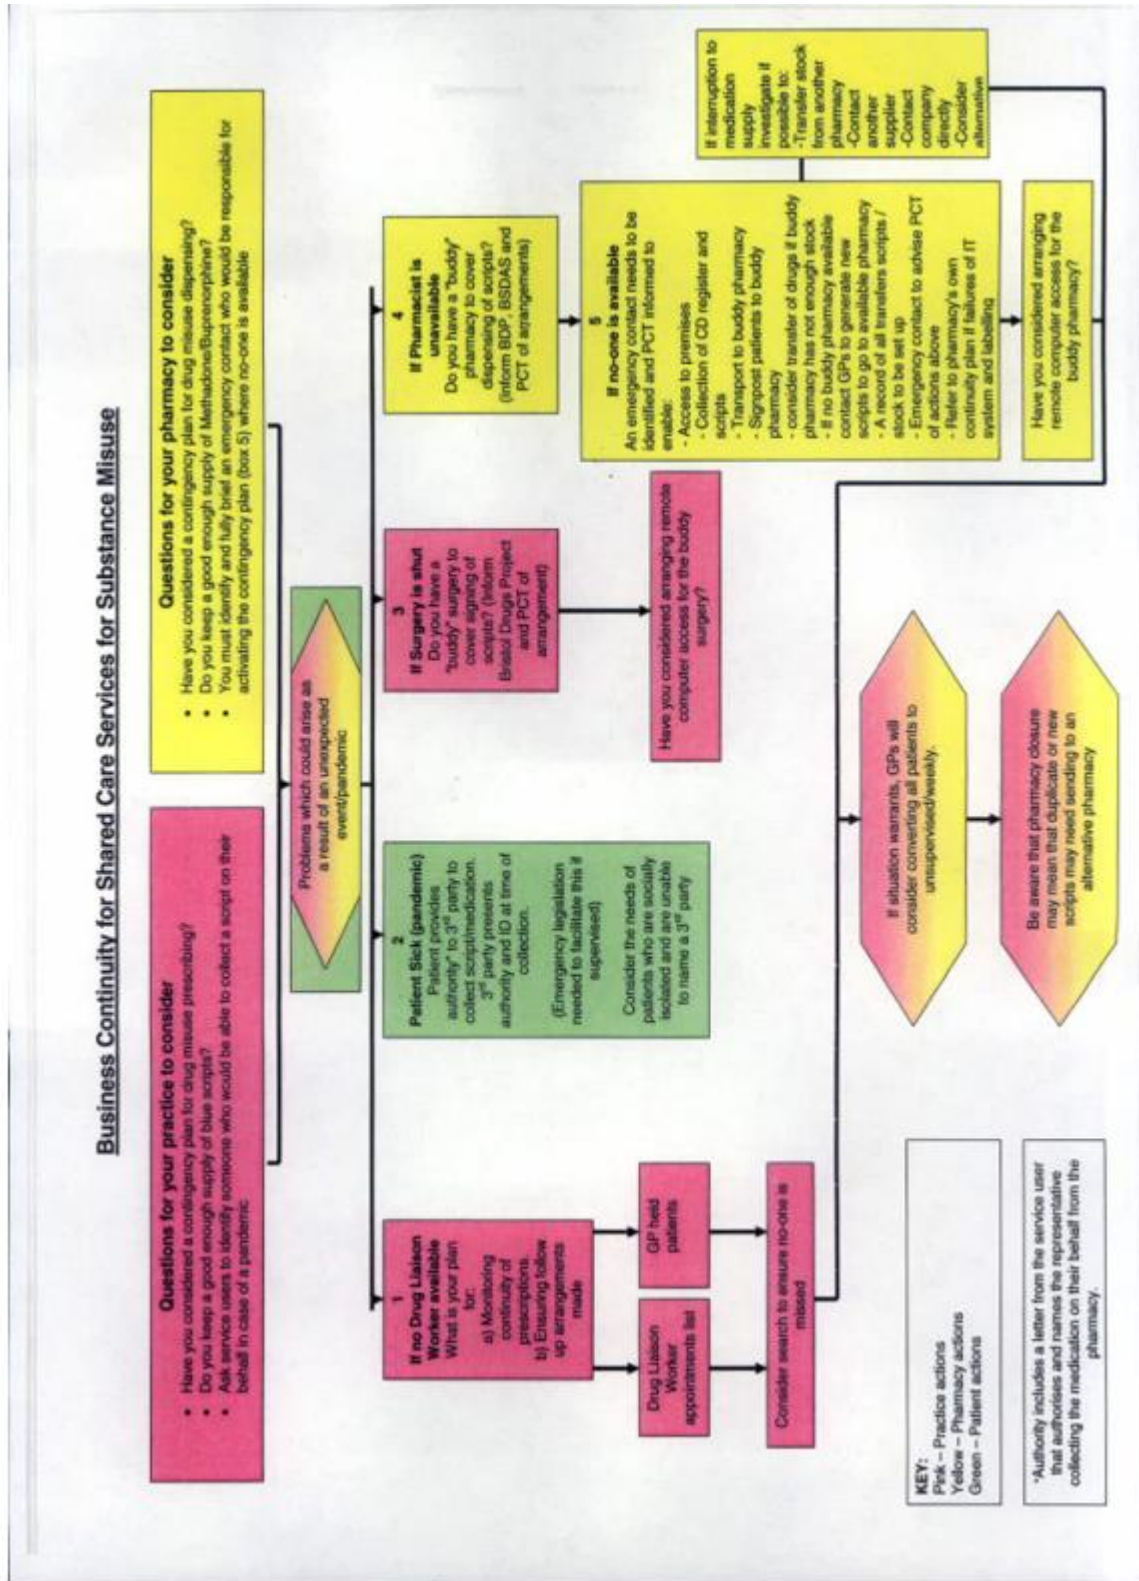 Business Continuity for Shared Care Services for Substance Misuse
Questions for your practice to consider
• Have you considered a contingency plan for drug misuse prescribing?
• Do you keep a good enough supply of blue scripts?
• Ask service users to identify someone who would be able to collect a script on their
behalf in case of a pandemic
Questions for your pharmacy to consider
• Have you considered a contingency plan for drug misuse dispensing?
• Do you keep a good enough supply of Methadone/Buprenorphine?
• You must identify and fully brief an emergency contact who would be responsible for
activating the contingency plan (box 5) where no-one is available
Problems which could arise as
a result of an unexpected
event/pandemic
1
If no Drug Liaison
Worker available
What is your plan
for:
a) Monitoring
continuity of
prescriptions.
b) Ensuring follow
up arrangements
made
Drug Liaison
Worker
appointments list
GP held
patients
Consider search to ensure no-one is
missed
2
Patient Sick (pandemic)
Patient provides
authority* to 3rd party to
collect script/medication.
3rd party presents
authority and ID at time of
collection.
(Emergency legislation
needed to facilitate this if
supervised)
Consider the needs of
patients who are socially
isolated and are unable
to name a 3rd party
3
If Surgery is shut
Do you have a
"buddy" surgery to
cover signing of
scripts? (Inform
Bristol Drugs Project
and PCT of
arrangement)
Have you considered arranging remote
computer access for the buddy
surgery?
4
If Pharmacist is
unavailable
Do you have a "buddy"
pharmacy to cover
dispensing of scripts?
(Inform BDP, BSDAS and
PCT of arrangements)
5
If no-one is available
An emergency contact needs to be
identified and PCT informed to
enable:
- Access to premises
- Collection of CD register and
scripts
- Transport to buddy pharmacy
- Signpost patients to buddy
pharmacy
- consider transfer of drugs if buddy
pharmacy has not enough stock
- If no buddy pharmacy available
contact GPs to generate new
scripts to go to available pharmacy
- A record of all transfers scripts /
stock to be set up
- Emergency contact to advise PCT
of actions above
- Refer to pharmacy's own
continuity plan if failures of IT
system and labelling
If interruption to
medication
supply
investigate if
possible to:
-Transfer stock
from another
pharmacy
-Contact
another
supplier
-Contact
company
directly
-Consider
alternative
Have you considered arranging
remote computer access for the
buddy pharmacy?
If situation warrants, GPs will
consider converting all patients to
unsupervised/weekly.
Be aware that pharmacy closure
may mean that duplicate or new
scripts may need sending to an
alternative pharmacy
KEY:
Pink – Practice actions
Yellow – Pharmacy actions
Green – Patient actions
*Authority includes a letter from the service user
that authorises and names the representative
collecting the medication on their behalf from the
pharmacy.